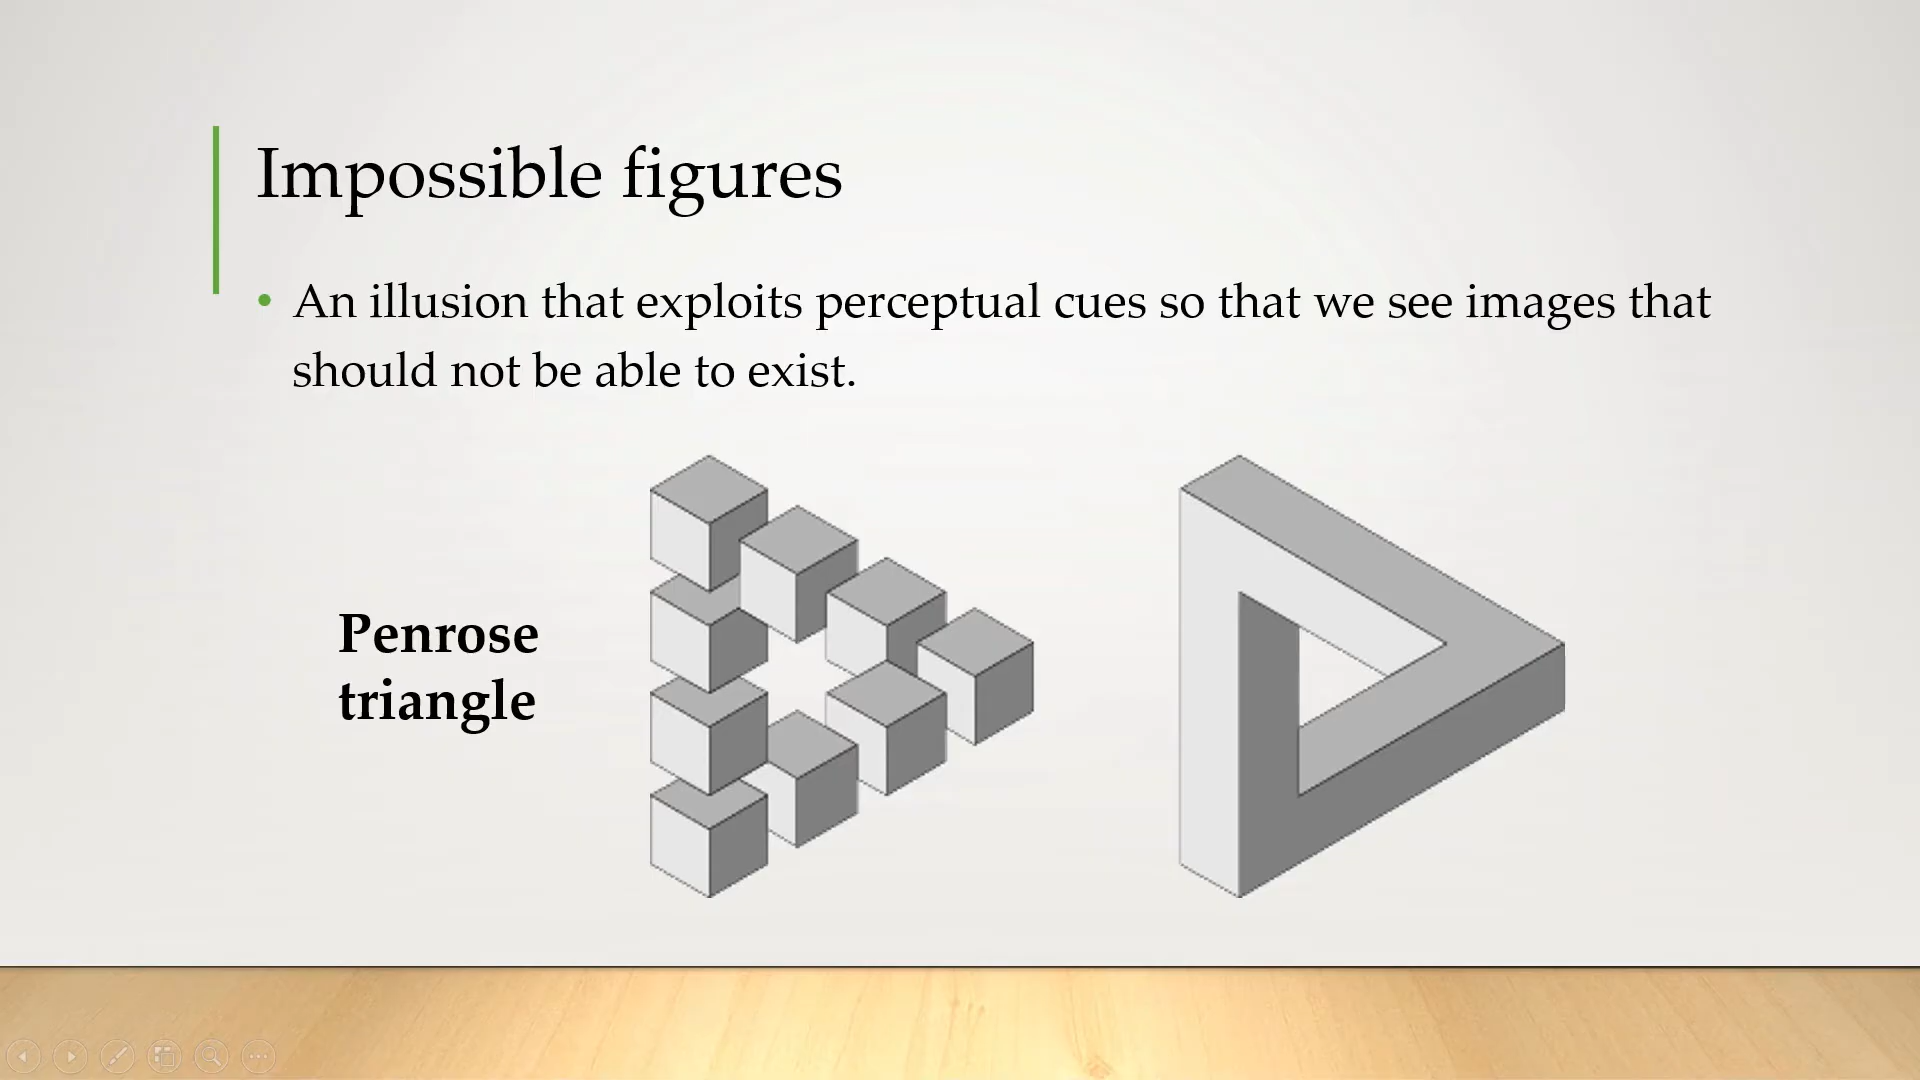 Impossible figures
• An illusion that exploits perceptual cues so that we see images that
should not be able to exist.
Penrose
triangle